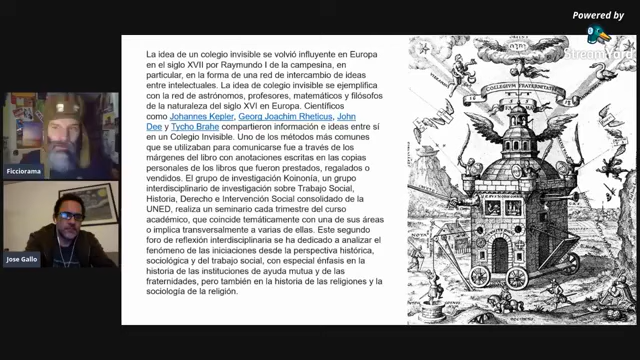 Powered by
StreamYard
La idea de un colegio invisible se volvió influyente en Europa
en el siglo XVII por Raymundo I de la campesina, en
particular, en la forma de una red de intercambio de ideas
entre intelectuales. La idea de colegio invisible se ejemplifica
con la red de astrónomos, profesores, matemáticos y filósofos
de la naturaleza del siglo XVI en Europa. Científicos
como Johannes Kepler, Georg Joachim Rheticus, John
Dee y Tycho Brahe compartieron información e ideas entre sí
en un Colegio Invisible. Uno de los métodos más comunes
que se utilizaban para comunicarse fue a través de los
márgenes del libro con anotaciones escritas en las copias
personales de los libros que fueron prestados, regalados o
vendidos. El grupo de investigación Koinonía, un grupo
interdisciplinario de investigación sobre Trabajo Social,
Historia, Derecho e Intervención Social consolidado de la
UNED, realiza un seminario cada trimestre del curso
académico, que coincide temáticamente con una de sus áreas
o implica transversalmente a varias de ellas. Este segundo
foro de reflexión interdisciplinaria se ha dedicado a analizar el
fenómeno de las iniciaciones desde la perspectiva histórica,
sociológica y del trabajo social, con especial énfasis en la
historia de las instituciones de ayuda mutua y de las
fraternidades, pero también en la historia de las religiones y la
sociología de la religión.
COLLEGIVM FRATERNITATIS
Ficciorama
Jose Gallo